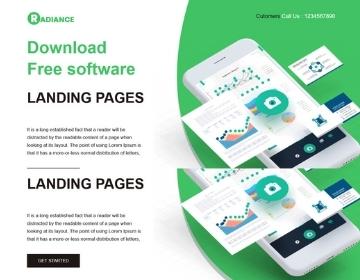 RADIANCE
Cutomers Call Us : 1234567890
Download
Free software
LANDING PAGES
It is a long established fact that a reader will be
distracted by the readable content of a page when
looking at its layout. The point of using Lorem Ipsum is
that it has a more-or-less normal distribution of letters,
LANDING PAGES
It is a long established fact that a reader will be
distracted by the readable content of a page when
looking at its layout. The point of using Lorem Ipsum is
that it has a more-or-less normal distribution of letters,
GET STARTED